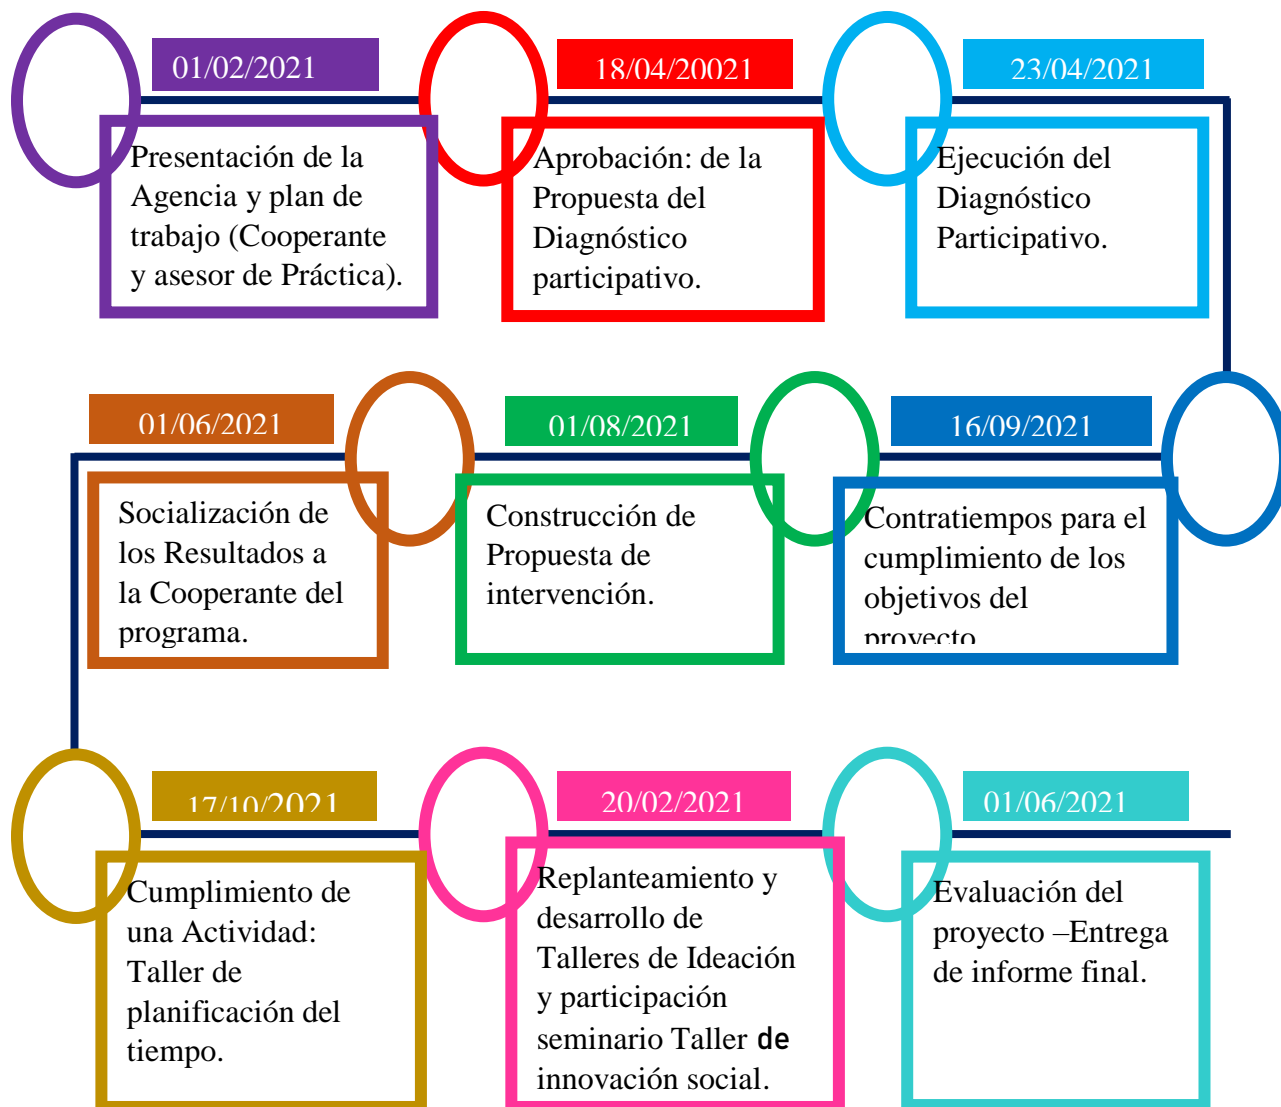 01/02/2021
Presentación de la
Agencia y plan de
trabajo (Cooperante
y asesor de Práctica).
18/04/20021
Aprobación: de la
Propuesta del
Diagnóstico
participativo.
23/04/2021
Ejecución del
Diagnóstico
Participativo.
01/06/2021
Socialización de
los Resultados a
la Cooperante del
programa.
01/08/2021
Construcción de
Propuesta de
intervención.
16/09/2021
Contratiempos para el
cumplimiento de los
objetivos del
proyecto
17/10/2021
Cumplimiento de
una Actividad:
Taller de
planificación del
tiempo.
20/02/2021
Replanteamiento y
desarrollo de
Talleres de Ideación
y participación
seminario Taller de
innovación social.
01/06/2021
Evaluación del
proyecto –Entrega
de informe final.